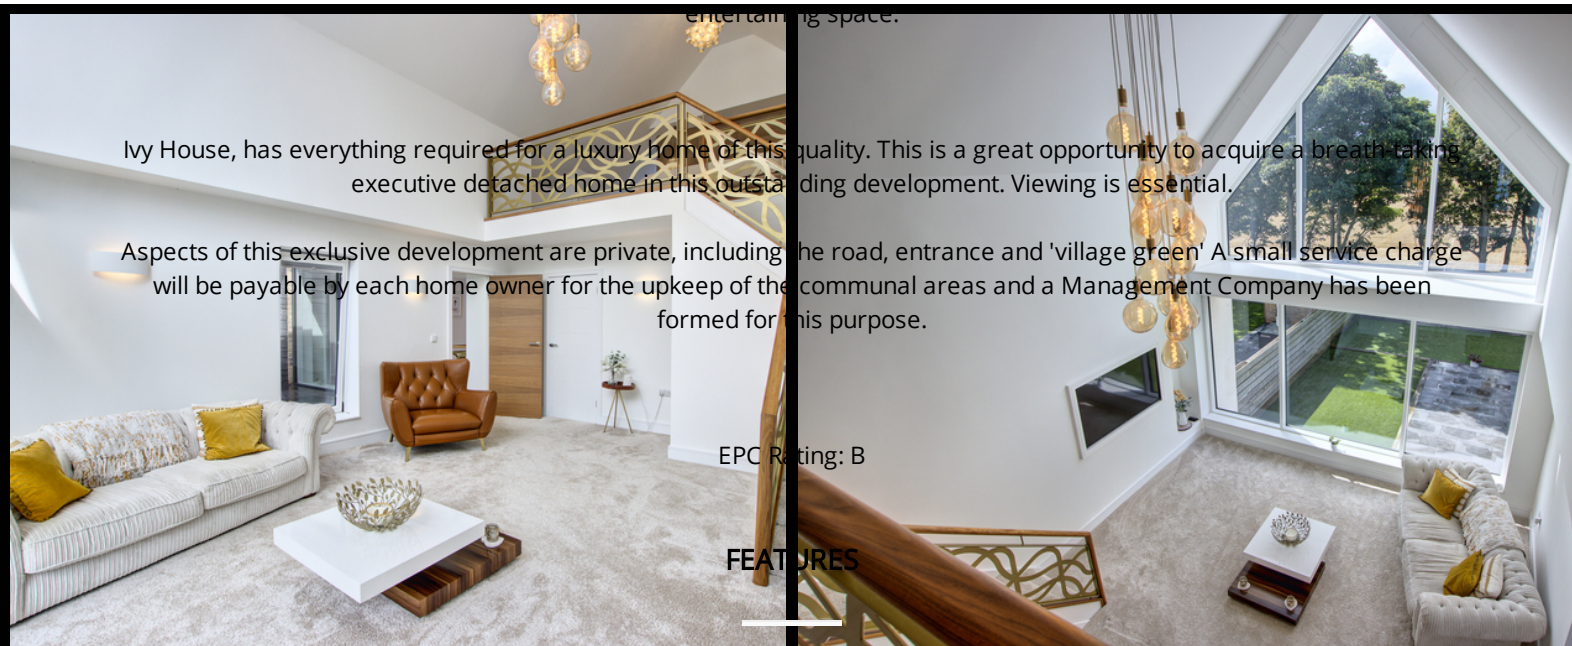 entertaining space.
Ivy House, has everything required for a luxury home of this quality. This is a great opportunity to acquire a breath-taking
executive detached home in this outstanding development. Viewing is essential.
Aspects of this exclusive development are private, including the road, entrance and 'village green' A small service charge
will be payable by each home owner for the upkeep of the communal areas and a Management Company has been
formed for this purpose.
EPC Rating: B
FEATURES